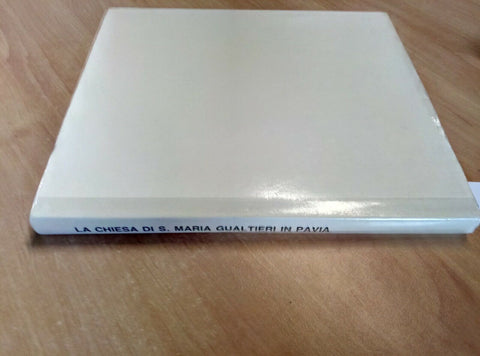 LA CHIESA DI S. MARIA GUALTIERI IN PAVIA